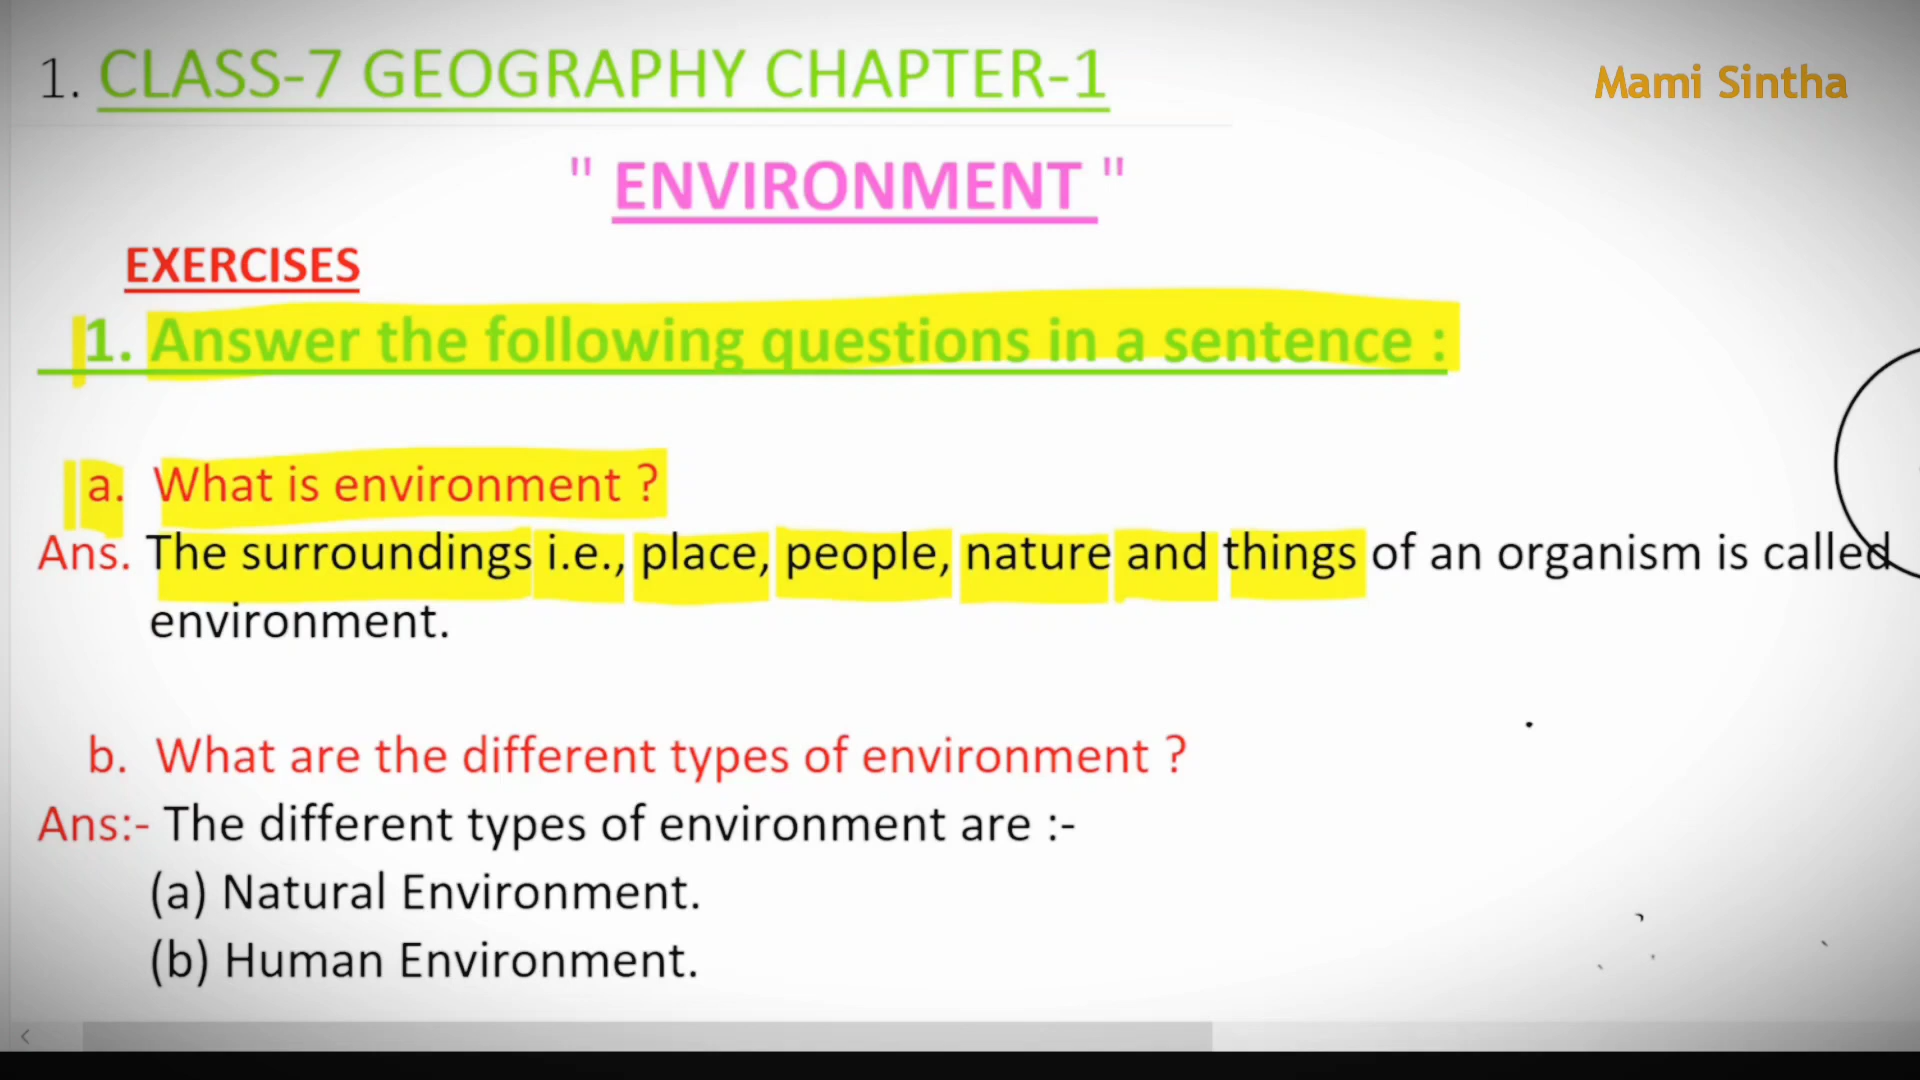 1. CLASS-7 GEOGRAPHY CHAPTER-1
Mami Sintha
" ENVIRONMENT "
EXERCISES
1. Answer the following questions in a sentence :
a. What is environment ?
Ans. The surroundings i.e., place, people, nature and things of an organism is called
environment.
b. What are the different types of environment ?
Ans:- The different types of environment are :-
(a) Natural Environment.
(b) Human Environment.